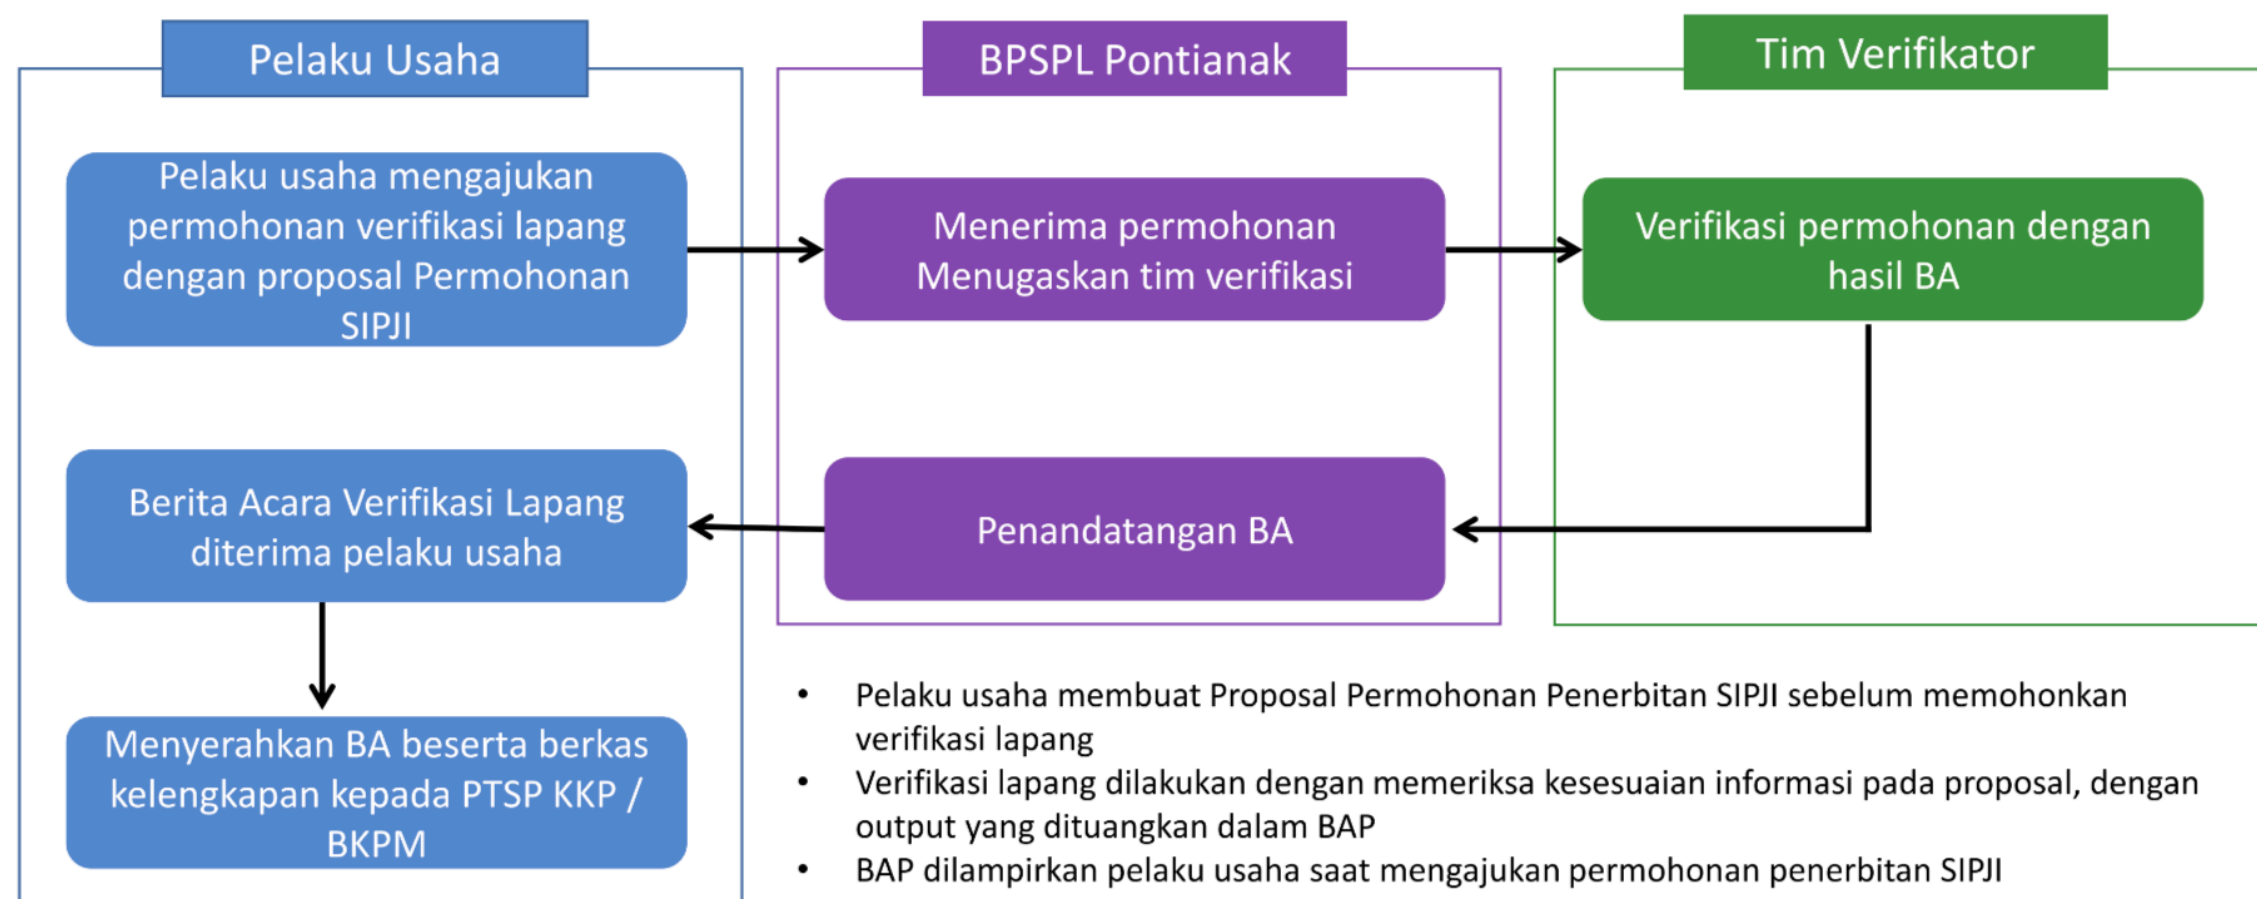 Pelaku Usaha
BPSPL Pontianak
Tim Verifikator
Pelaku usaha mengajukan
permohonan verifikasi lapang
dengan proposal Permohonan
SIPJI
Menerima permohonan
Menugaskan tim verifikasi
Verifikasi permohonan dengan
hasil BA
Berita Acara Verifikasi Lapang
diterima pelaku usaha
Penandatangan BA
Menyerahkan BA beserta berkas
kelengkapan kepada PTSP KKP /
BKPM
• Pelaku usaha membuat Proposal Permohonan Penerbitan SIPJI sebelum memohonkan
verifikasi lapang
• Verifikasi lapang dilakukan dengan memeriksa kesesuaian informasi pada proposal, dengan
output yang dituangkan dalam BAP
• BAP dilampirkan pelaku usaha saat mengajukan permohonan penerbitan SIPJI